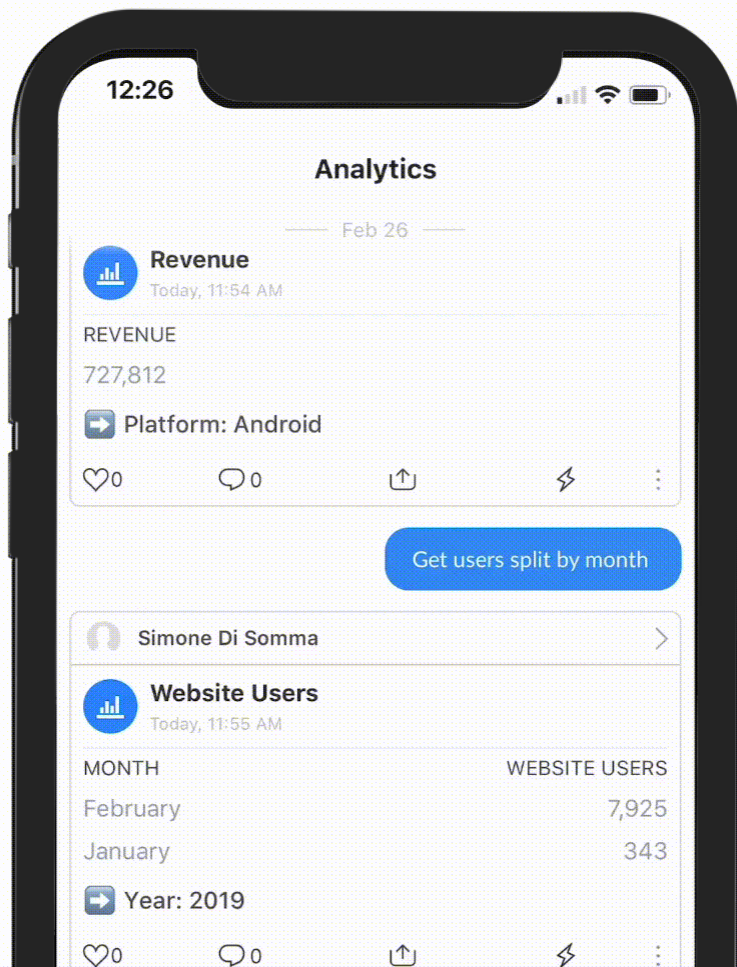 12:26
Analytics
Feb 26
Revenue
Today, 11:54 AM
REVENUE
727,812
Platform: Android
0 0
Get users split by month
Simone Di Somma
Website Users
Today, 11:55 AM
MONTH WEBSITE USERS
February 7,925
January 343
Year: 2019
0 0